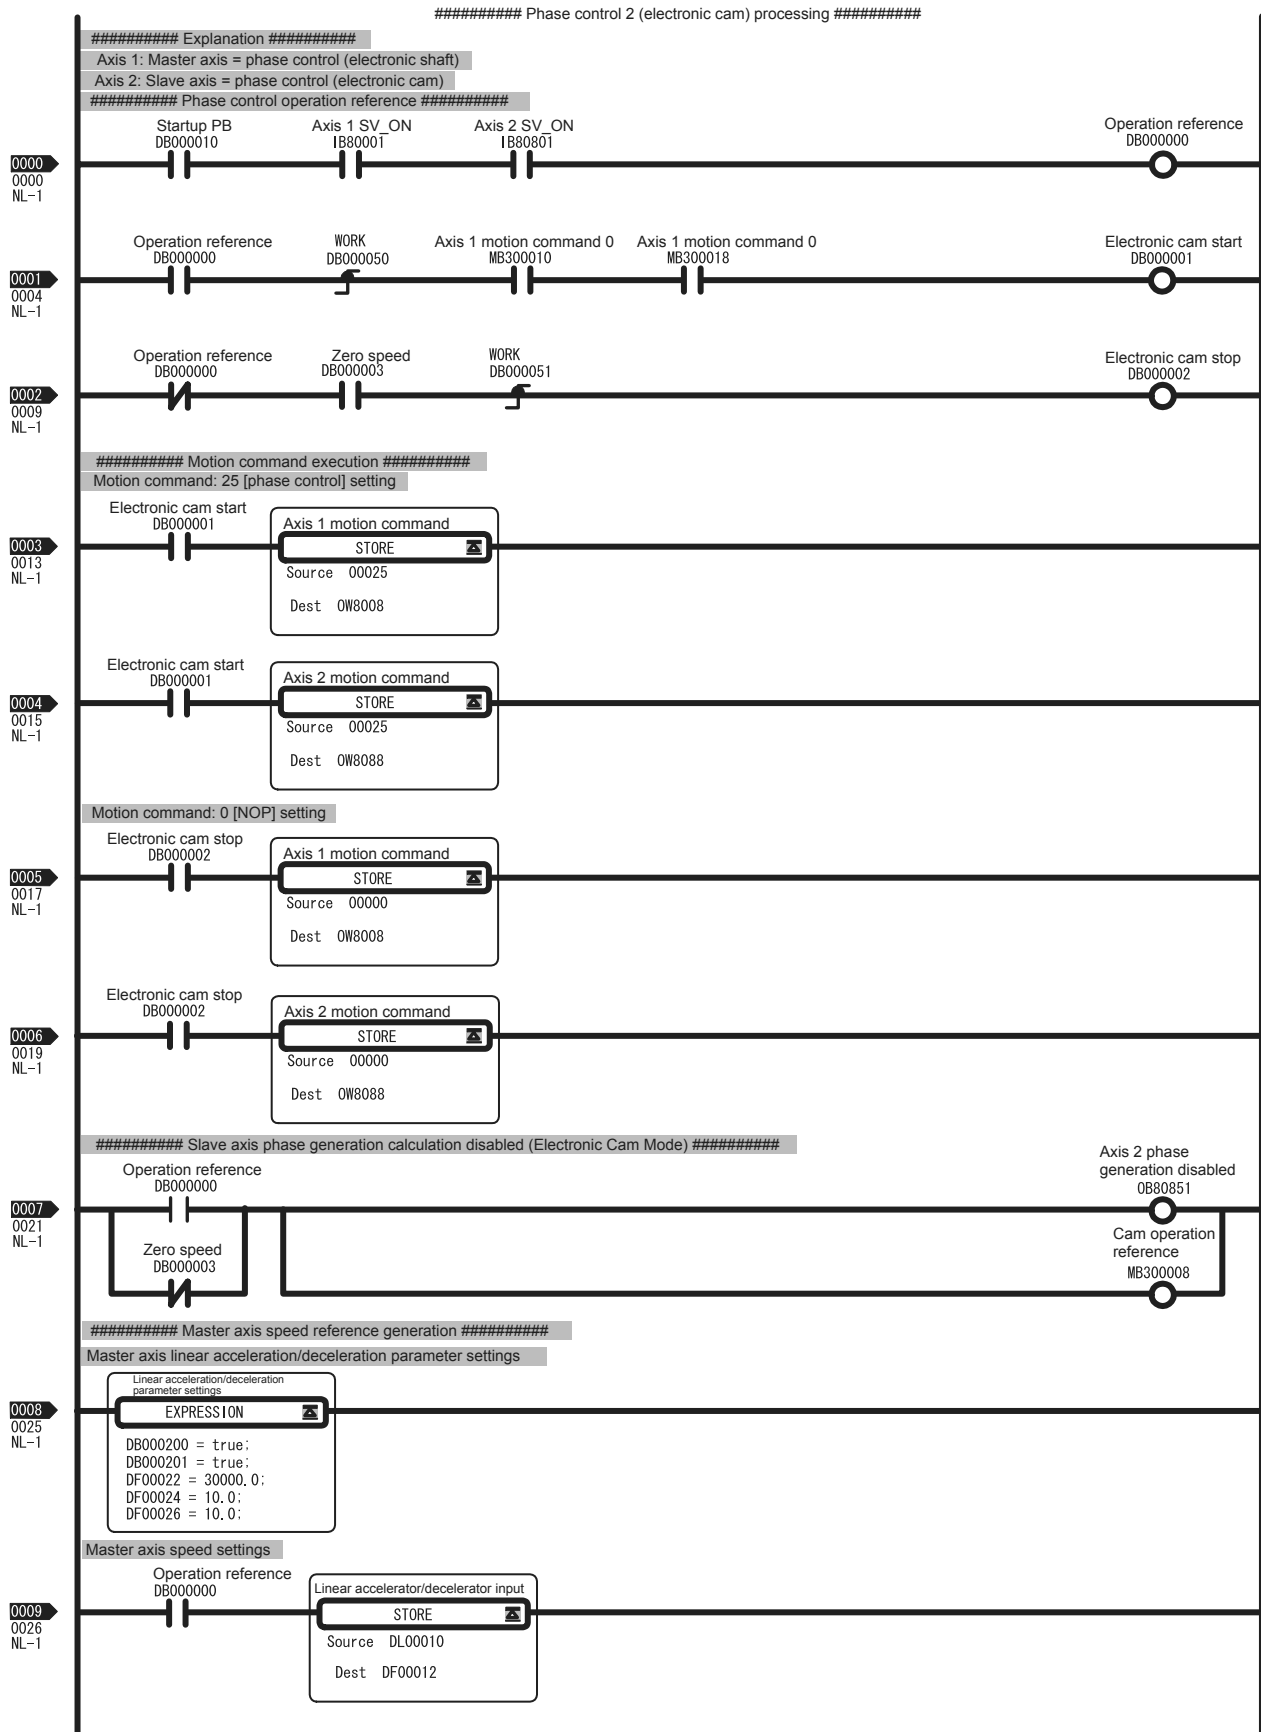 ########## Phase control 2 (electronic cam) processing ##########
########## Explanation ##########
Axis 1: Master axis = phase control (electronic shaft)
Axis 2: Slave axis = phase control (electronic cam)
########## Phase control operation reference ##########
Startup PB Axis 1 SV_ON Axis 2 SV_ON Operation reference
DB000010 IB80001 IB80801 DB000000
0000
0000
NL-1
Operation reference WORK Axis 1 motion command 0 Axis 1 motion command 0 Electronic cam start
DB000000 DB000050 MB300010 MB300018 DB000001
0001
0004
NL-1
Operation reference Zero speed WORK Electronic cam stop
DB000000 DB000003 DB000051 DB000002
0002
0009
NL-1
########## Motion command execution ##########
Motion command: 25 [phase control] setting
Electronic cam start
DB000001 Axis 1 motion command
0003 STORE
0013
NL-1
Source 00025
Dest OW8008
Electronic cam start
DB000001 Axis 2 motion command
0004 STORE
0015
NL-1
Source 00025
Dest OW8088
Motion command: 0 [NOP] setting
Electronic cam stop
DB000002 Axis 1 motion command
0005 STORE
0017
NL-1
Source 00000
Dest OW8008
Electronic cam stop
DB000002 Axis 2 motion command
0006 STORE
0019
NL-1
Source 00000
Dest OW8088
########## Slave axis phase generation calculation disabled (Electronic Cam Mode) ##########
Operation reference
DB000000
Axis 2 phase
generation disabled
OB80851
0007
0021
NL-1
Zero speed
DB000003
Cam operation
reference
MB300008
########## Master axis speed reference generation ##########
Master axis linear acceleration/deceleration parameter settings
Linear acceleration/deceleration
parameter settings
0008 EXPRESSION
0025
NL-1
DB000200 = true;
DB000201 = true;
DF00022 = 30000.0;
DF00024 = 10.0;
DF00026 = 10.0;
Master axis speed settings
Operation reference
DB000000 Linear accelerator/decelerator input
0009 STORE
0026
NL-1
Source DL00010
Dest DF00012